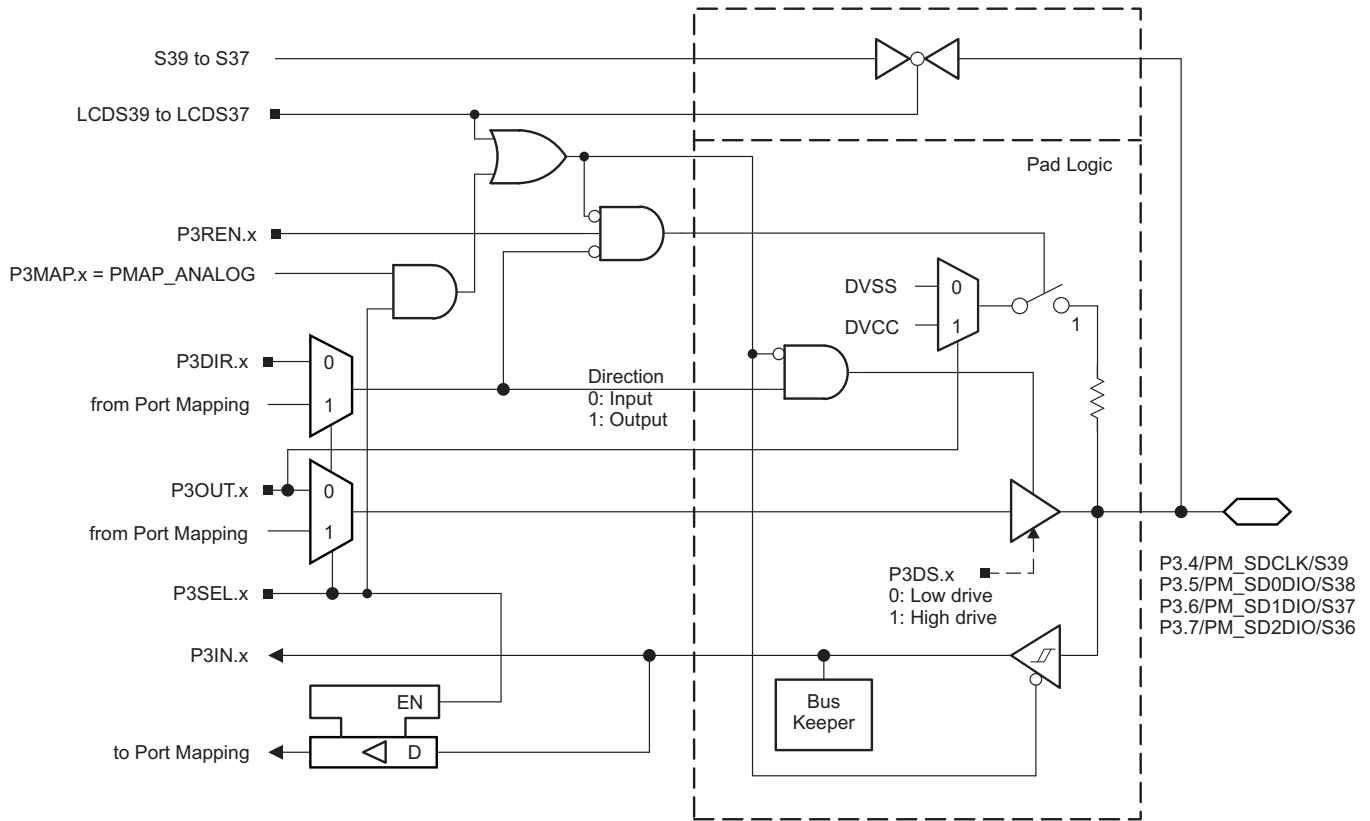 S39 to S37
LCDS39 to LCDS37
Pad Logic
P3REN.x
P3MAP.x = PMAP_ANALOG
DVSS
0
DVCC
1
1
P3DIR.x
0
from Port Mapping
1
Direction
0: Input
1: Output
P3OUT.x
0
from Port Mapping
1
P3SEL.x
P3DS.x
0: Low drive
1: High drive
P3.4/PM_SDCLK/S39
P3.5/PM_SD0DIO/S38
P3.6/PM_SD1DIO/S37
P3.7/PM_SD2DIO/S36
P3IN.x
Bus
Keeper
EN
to Port Mapping
D